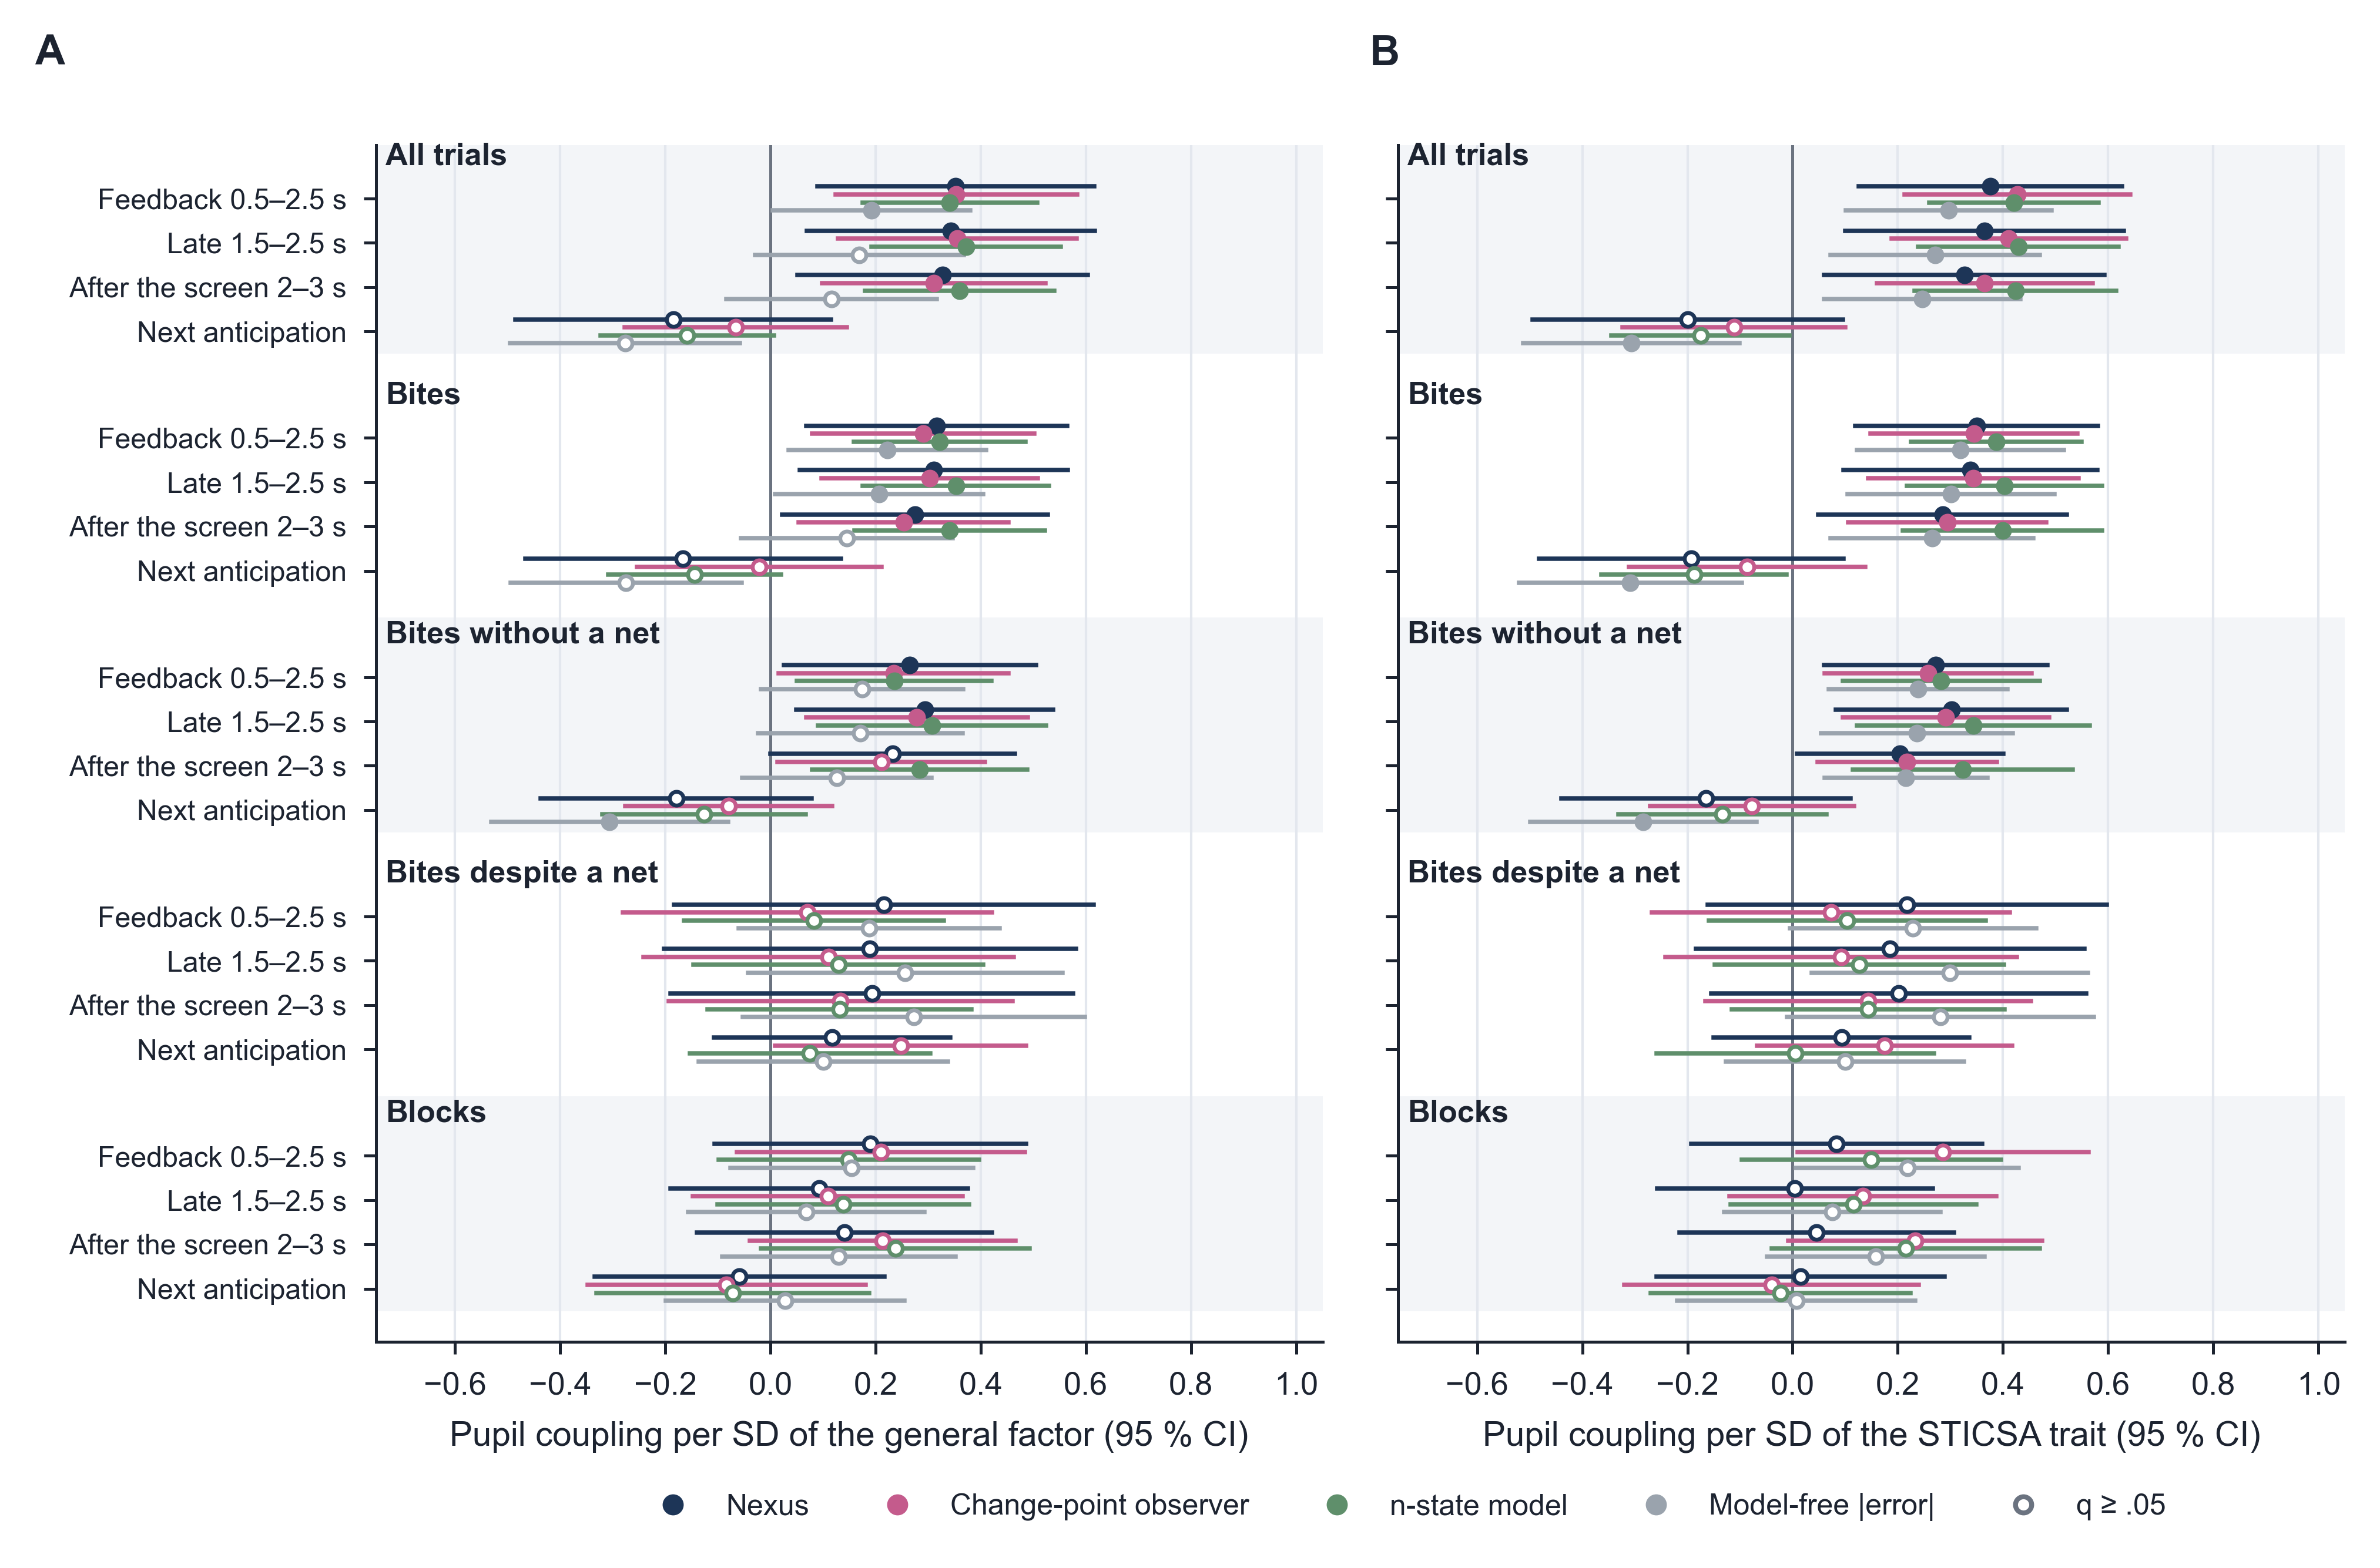 A
All trials
Feedback 0.5–2.5 s
Late 1.5–2.5 s
After the screen 2–3 s
Next anticipation
Bites
Feedback 0.5–2.5 s
Late 1.5–2.5 s
After the screen 2–3 s
Next anticipation
Bites without a net
Feedback 0.5–2.5 s
Late 1.5–2.5 s
After the screen 2–3 s
Next anticipation
Bites despite a net
Feedback 0.5–2.5 s
Late 1.5–2.5 s
After the screen 2–3 s
Next anticipation
Blocks
Feedback 0.5–2.5 s
Late 1.5–2.5 s
After the screen 2–3 s
Next anticipation
−0.6 −0.4 −0.2 0.0 0.2 0.4 0.6 0.8 1.0
Pupil coupling per SD of the general factor (95 % CI)
B
All trials
Bites
Bites without a net
Bites despite a net
Blocks
−0.6 −0.4 −0.2 0.0 0.2 0.4 0.6 0.8 1.0
Pupil coupling per SD of the STICSA trait (95 % CI)
Nexus Change-point observer n-state model Model-free |error| q ≥ .05